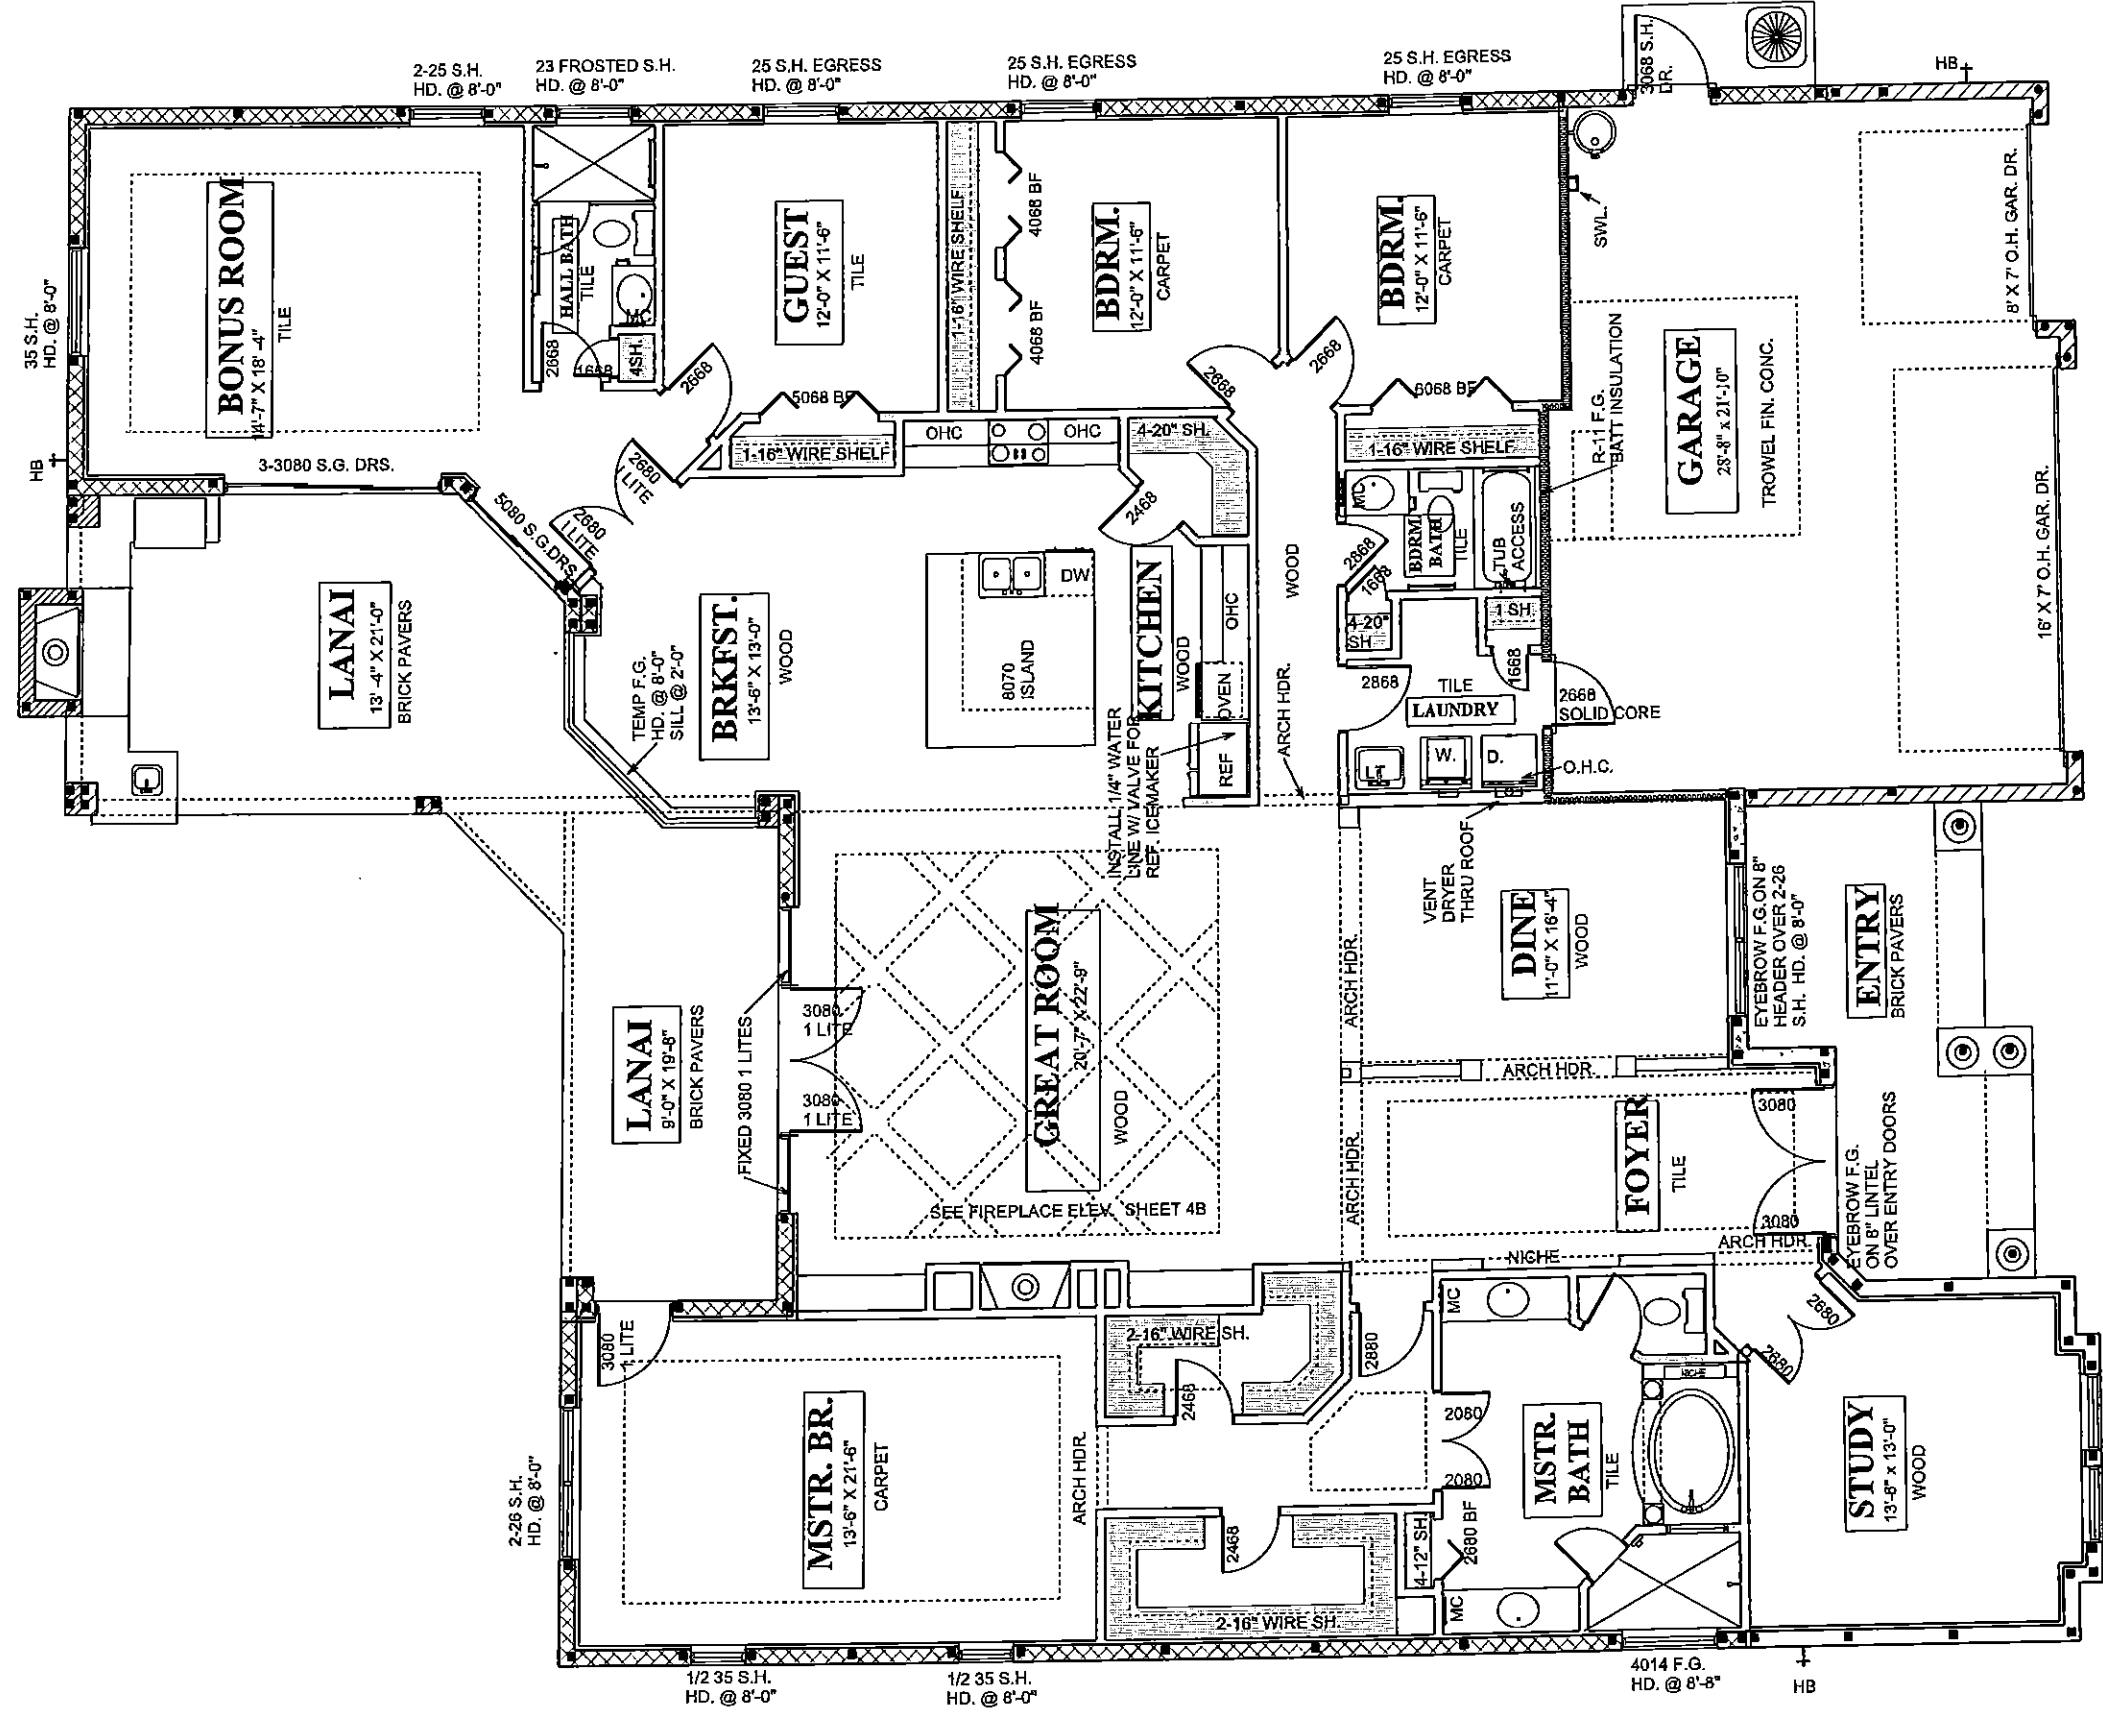 2-25 S.H.
HD. @ 8'-0"
23 FROSTED S.H.
HD. @ 8'-0"
25 S.H. EGRESS
HD. @ 8'-0"
25 S.H. EGRESS
HD. @ 8'-0"
25 S.H. EGRESS
HD. @ 8'-0"
3068 S.H.
DR.
HB
35 S.H.
HD. @ 8'-0"
HB
BONUS ROOM
14'-7" X 18'-4"
TILE
3-3080 S.G. DRS.
HALL BATH
TILE
MC
2668
1668
4SH.
GUEST
12'-0" X 11'-6"
TILE
2668
5068 BF
1-16" WIRE SHELF
1-16" WIRE SHELF
4068 BF
4068 BF
BDRM.
12'-0" X 11'-6"
CARPET
2668
BDRM.
12'-0" X 11'-6"
CARPET
2668
6068 BF
1-16" WIRE SHELF
SWL.
R-11 F.G.
BATT INSULATION
GARAGE
28'-8" x 21'-10"
TROWEL FIN. CONC.
8' X 7' O.H. GAR. DR.
16' X 7' O.H. GAR. DR.
5080 S.G.DRS.
2680
1 LITE
2680
1 LITE
OHC
OHC
4-20" SH.
2468
LANAI
13'-4" X 21'-0"
BRICK PAVERS
TEMP F.G.
HD. @ 8'-0"
SILL @ 2'-0"
BRKFST.
13'-6" X 13'-0"
WOOD
DW
8070
ISLAND
KITCHEN
WOOD
OHC
OVEN
REF
INSTALL 1/4" WATER
LINE W/ VALVE FOR
REF. ICEMAKER
WOOD
ARCH HDR.
MC
BDRM.
BATH
TILE
TUB
ACCESS
2668
1668
4-20"
SH.
1 SH.
1668
2868
TILE
LAUNDRY
2668
SOLID CORE
LT
W.
D.
O.H.C.
VENT
DRYER
THRU ROOF
LANAI
9'-0" X 19'-8"
BRICK PAVERS
FIXED 3080 1 LITES
3080
1 LITE
3080
1 LITE
GREAT ROOM
20'-7" X 22'-9"
WOOD
SEE FIREPLACE ELEV. SHEET 4B
ARCH HDR.
ARCH HDR.
DINE
11'-0" X 16'-4"
WOOD
ARCH HDR.
EYEBROW F.G.ON 8"
HEADER OVER 2-26
S.H. HD. @ 8'-0"
ENTRY
BRICK PAVERS
FOYER
TILE
3080
3080
ARCH HDR.
EYEBROW F.G.
ON 8" LINTEL
OVER ENTRY DOORS
NICHE
3080
1 LITE
2-26 S.H.
HD. @ 8'-0"
MSTR. BR.
13'-6" X 21'-6"
CARPET
ARCH HDR.
2-16" WIRE SH.
2468
2880
MC
2080
2080
2468
2-16" WIRE SH.
4-12" SH.
2680 BF
MC
MSTR.
BATH
TILE
NICHE
2680
2680
STUDY
13'-8" x 13'-0"
WOOD
1/2 35 S.H.
HD. @ 8'-0"
1/2 35 S.H.
HD. @ 8'-0"
4014 F.G.
HD. @ 8'-8"
HB